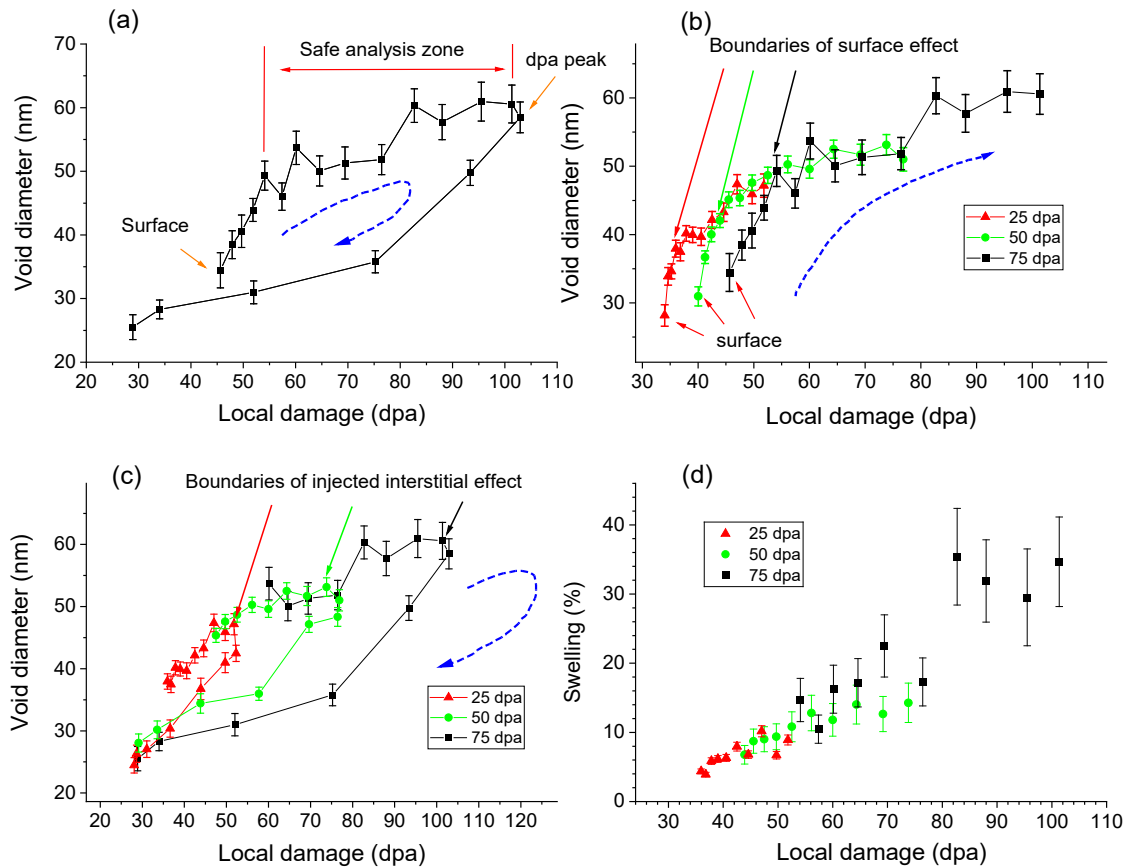 (a)
Safe analysis zone
dpa peak
Surface
Void diameter (nm)
70
60
50
40
30
20
20 30 40 50 60 70 80 90 100 110
Local damage (dpa)
(b)
Boundaries of surface effect
25 dpa
50 dpa
75 dpa
surface
Void diameter (nm)
60
50
40
30
30 40 50 60 70 80 90 100 110
Local damage (dpa)
(c)
Boundaries of injected interstitial effect
25 dpa
50 dpa
75 dpa
Void diameter (nm)
60
50
40
30
20
20 30 40 50 60 70 80 90 100 110 120
Local damage (dpa)
(d)
25 dpa
50 dpa
75 dpa
Swelling (%)
40
30
20
10
0
30 40 50 60 70 80 90 100 110
Local damage (dpa)